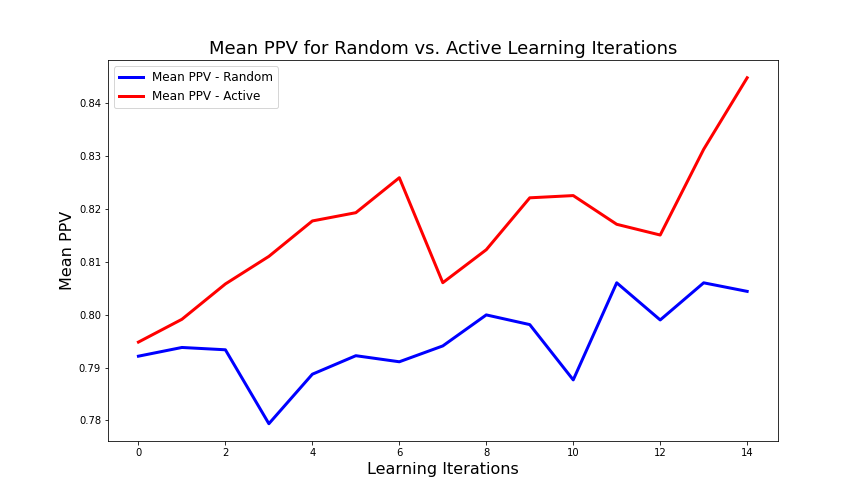 Mean PPV for Random vs. Active Learning Iterations
Mean PPV - Random
Mean PPV - Active
0.84
0.83
0.82
0.81
0.80
0.79
0.78
Mean PPV
0 2 4 6 8 10 12 14
Learning Iterations